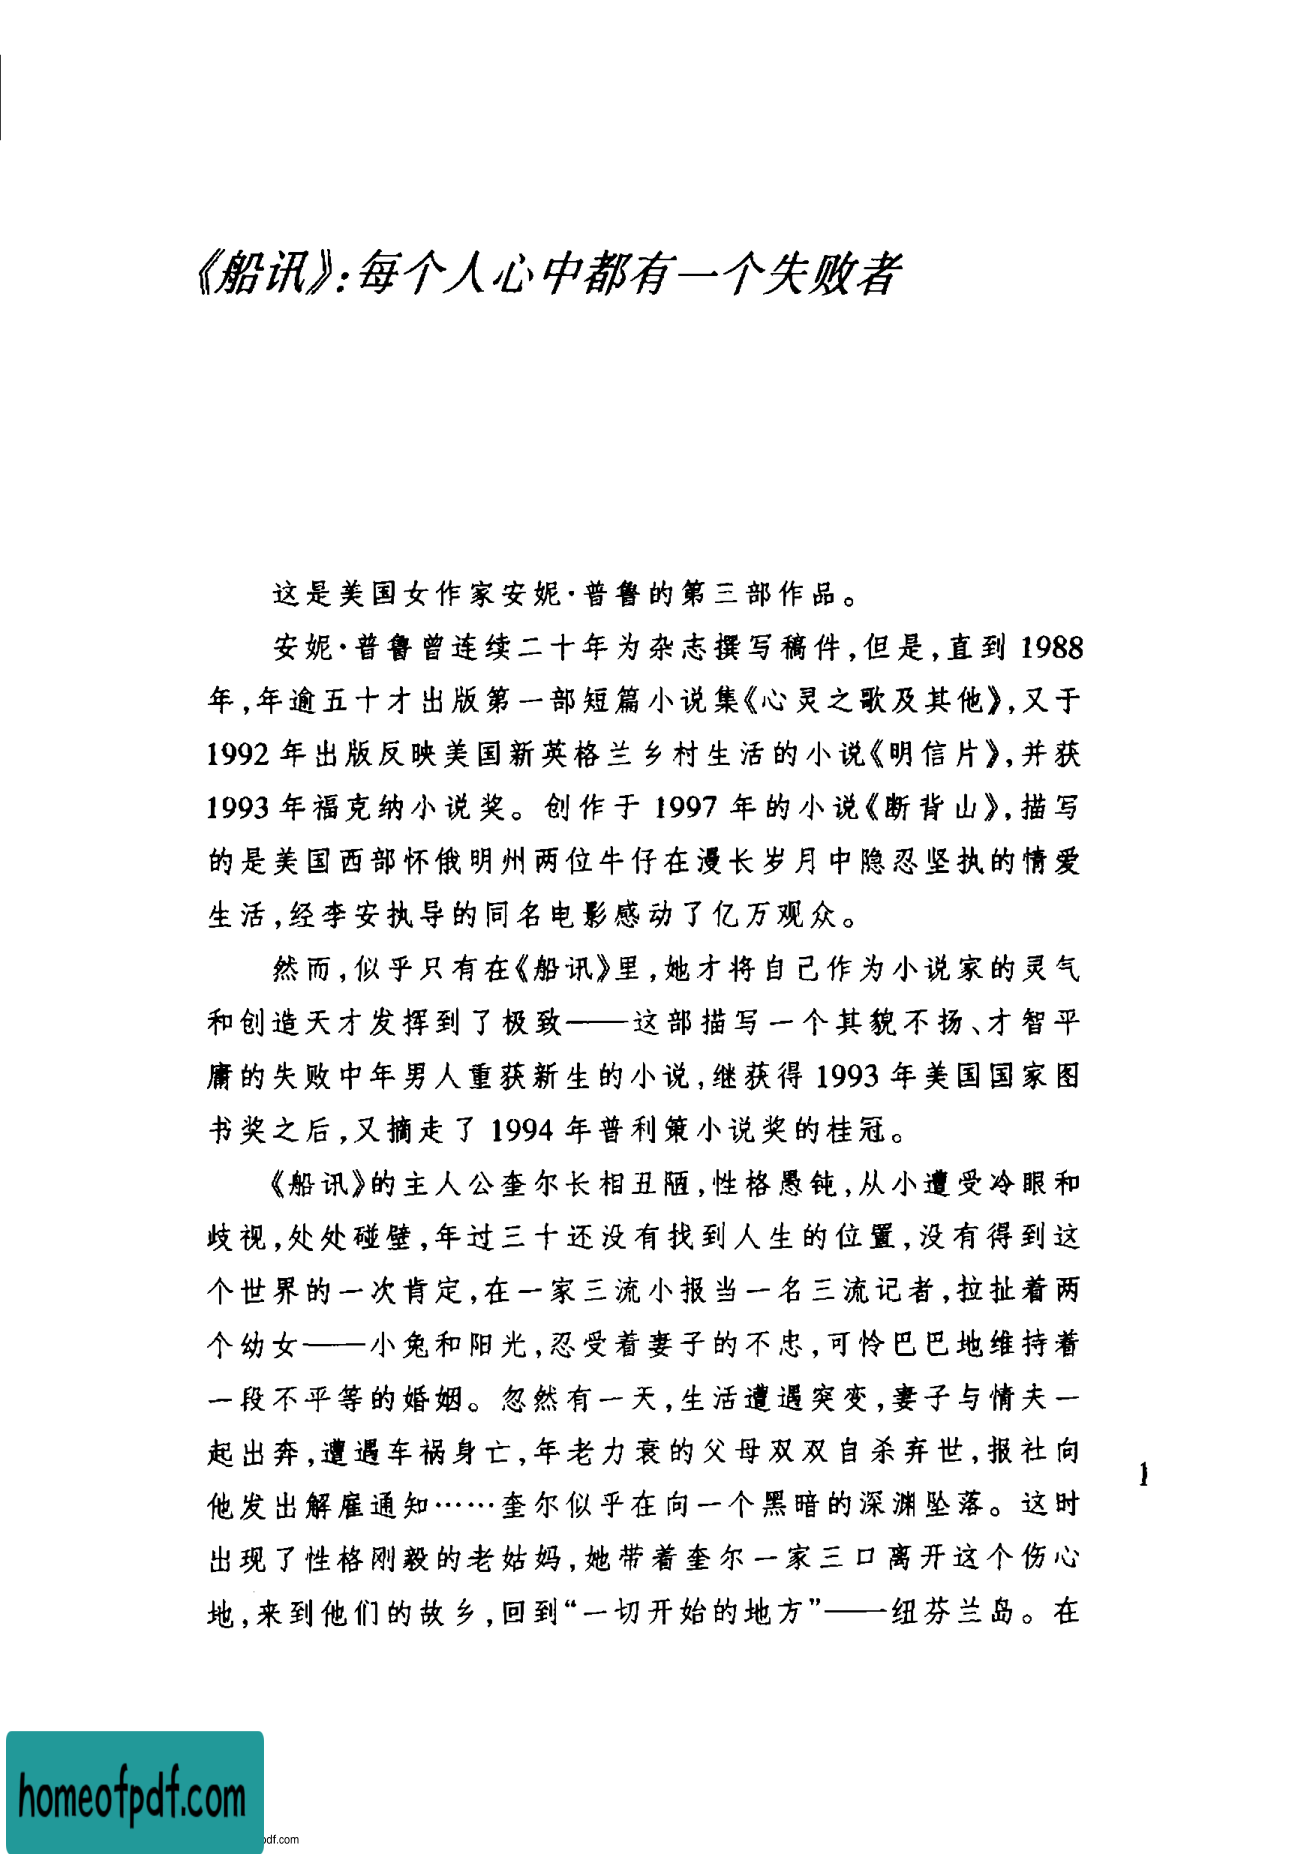 《船讯》:每个人心中都有一个失败者
这是美国女作家安妮·普鲁的第三部作品。
安妮·普鲁曾连续二十年为杂志撰写稿件,但是,直到 1988
年,年逾五十才出版第一部短篇小说集《心灵之歌及其他》,又于
1992 年出版反映美国新英格兰乡村生活的小说《明信片》,并获
1993 年福克纳小说奖。创作于 1997 年的小说《断背山》,描写
的是美国西部怀俄明州两位牛仔在漫长岁月中隐忍坚执的情爱
生活,经李安执导的同名电影感动了亿万观众。
然而,似乎只有在《船讯》里,她才将自己作为小说家的灵气
和创造天才发挥到了极致——这部描写一个其貌不扬、才智平
庸的失败中年男人重获新生的小说,继获得 1993 年美国国家图
书奖之后,又摘走了 1994 年普利策小说奖的桂冠。
《船讯》的主人公奎尔长相丑陋,性格愚钝,从小遭受冷眼和
歧视,处处碰壁,年过三十还没有找到人生的位置,没有得到这
个世界的一次肯定,在一家三流小报当一名三流记者,拉扯着两
个幼女——小兔和阳光,忍受着妻子的不忠,可怜巴巴地维持着
一段不平等的婚姻。忽然有一天,生活遭遇突变,妻子与情夫一
起出奔,遭遇车祸身亡,年老力衰的父母双双自杀弃世,报社向
他发出解雇通知……奎尔似乎在向一个黑暗的深渊坠落。这时
出现了性格刚毅的老姑妈,她带着奎尔一家三口离开这个伤心
地,来到他们的故乡,回到“一切开始的地方”——纽芬兰岛。在
1
homeofpdf.com
pdf.com